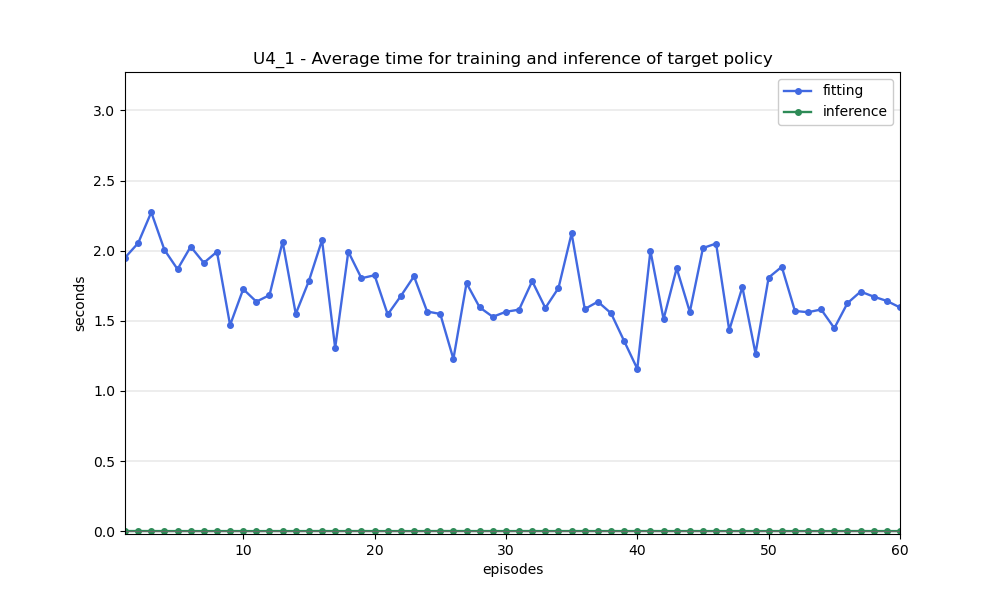 U4_1 - Average time for training and inference of target policy
fitting
inference
3.0
2.5
2.0
1.5
1.0
0.5
0.0
seconds
10 20 30 40 50 60
episodes